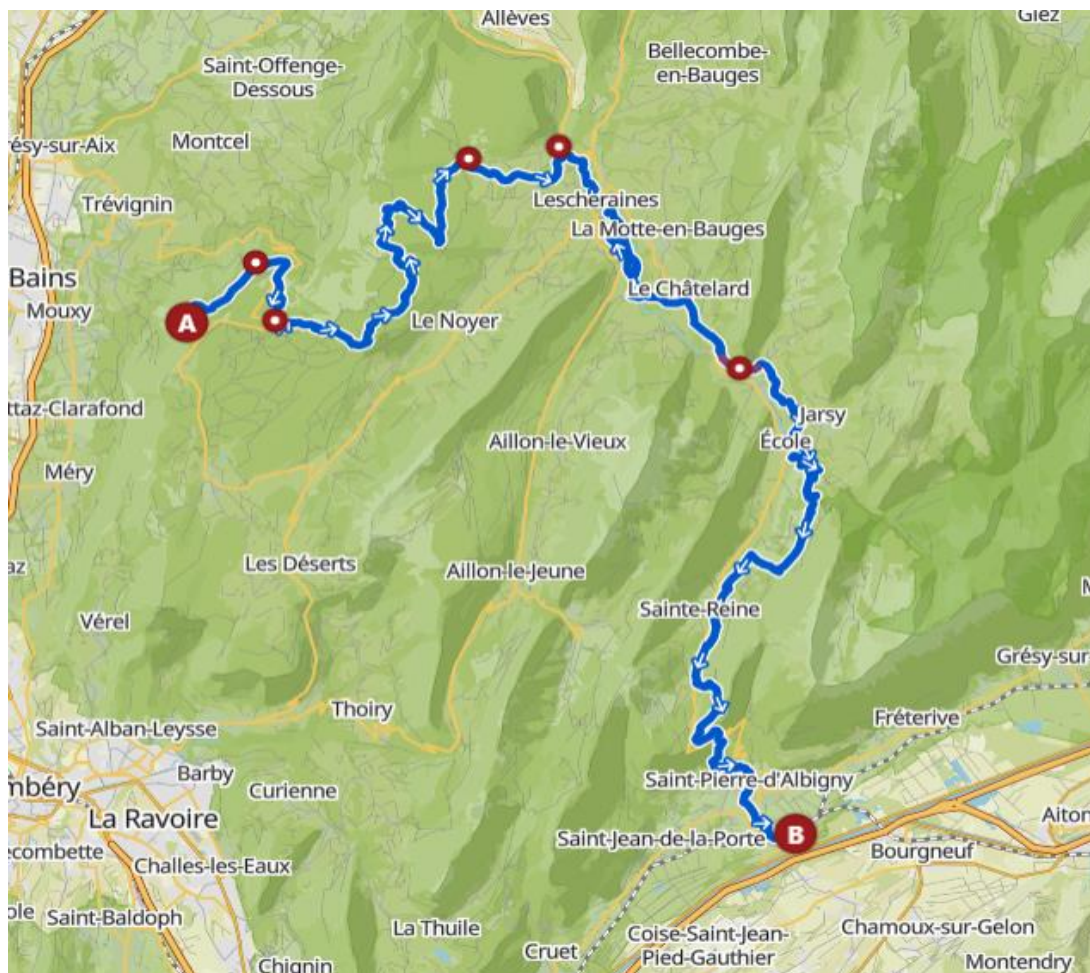 Allèves
Giez
Bellecombe-
en-Bauges
Saint-Offenge-
Dessous
Montcel
résy-sur-Aix
Trévignin
Lescheraines
La Motte-en-Bauges
Bains
Mouxy
A
Le Châtelard
Le Noyer
ttaz-Clarafond
Jarsy
École
Aillon-le-Vieux
Méry
az
Les Déserts
Aillon-le-Jeune
Sainte-Reine
Vérel
Grésy-sur-
Thoiry
Fréterive
Saint-Alban-Leysse
Barby
Curienne
Saint-Pierre-d'Albigny
mbéry
La Ravoire
Aiton
B
Saint-Jean-de-la-Porte
Bourgneuf
ecombette
Challes-les-Eaux
ole
Saint-Baldoph
La Thuile
Chamoux-sur-Gelon
Coise-Saint-Jean-
Pied-Gauthier
Cruet
Chignin
Montendry